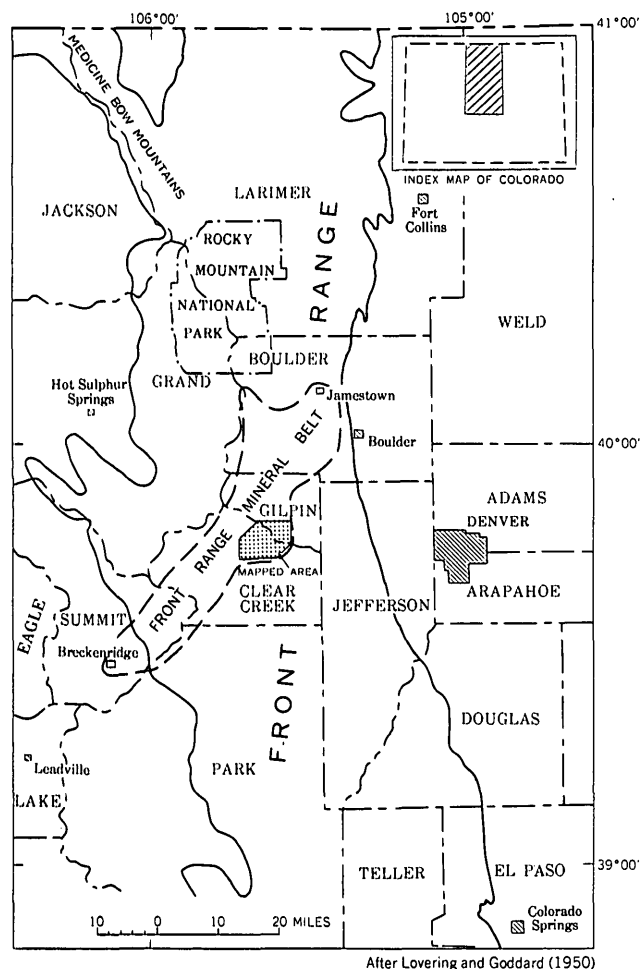 106°00'
105°00'
41°00'
MEDICINE BOW MOUNTAINS
INDEX MAP OF COLORADO
LARIMER
JACKSON
Fort
Collins
ROCKY
MOUNTAIN
NATIONAL
PARK
RANGE
WELD
BOULDER
GRAND
Hot Sulphur
Springs
Jamestown
Boulder
40°00'
FRONT RANGE MINERAL BELT
GILPIN
ADAMS
DENVER
MAPPED AREA
CLEAR
CREEK
JEFFERSON
ARAPAHOE
EAGLE
SUMMIT
Breckenridge
FRONT
DOUGLAS
Leadville
LAKE
PARK
TELLER
EL PASO
39°00'
Colorado
Springs
10 0 10 20 MILES
After Lovering and Goddard (1950)